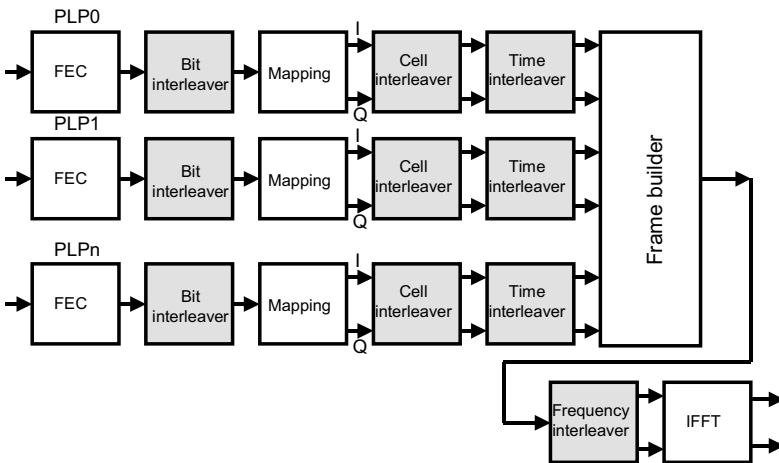 PLP0
FEC
Bit
interleaver
Mapping
I
Q
Cell
interleaver
Time
interleaver
PLP1
FEC
Bit
interleaver
Mapping
I
Q
Cell
interleaver
Time
interleaver
PLPn
FEC
Bit
interleaver
Mapping
I
Q
Cell
interleaver
Time
interleaver
Frame builder
Frequency
interleaver
IFFT